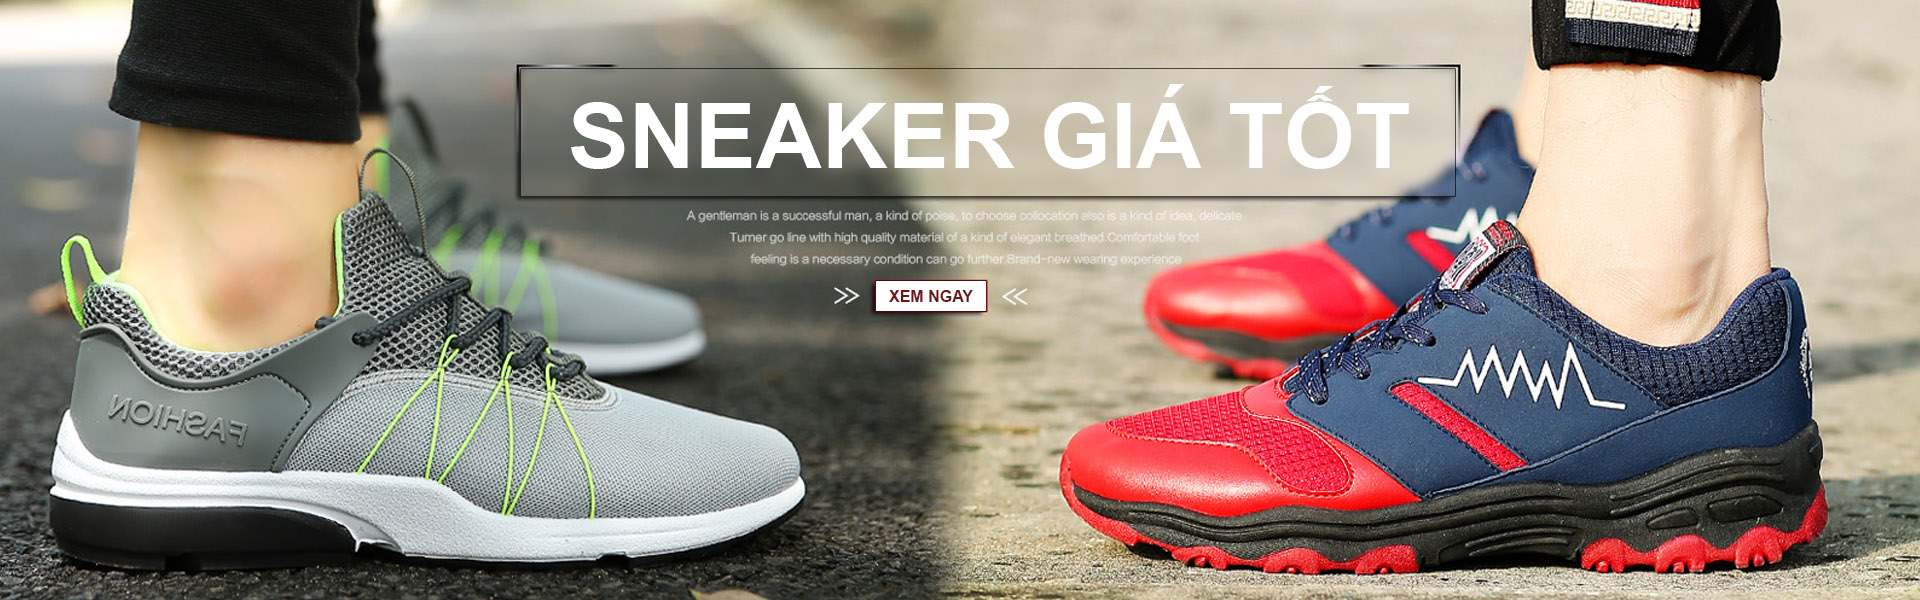 SNEAKER GIÁ TỐT
A gentleman is a successful man, a kind of poise, to choose collocation also is a kind of idea, delicate
Turner go line with high quality material of a kind of elegant breathed.Comfortable foot
feeling is a necessary condition can go further.Brand-new wearing experience
XEM NGAY
FASHION